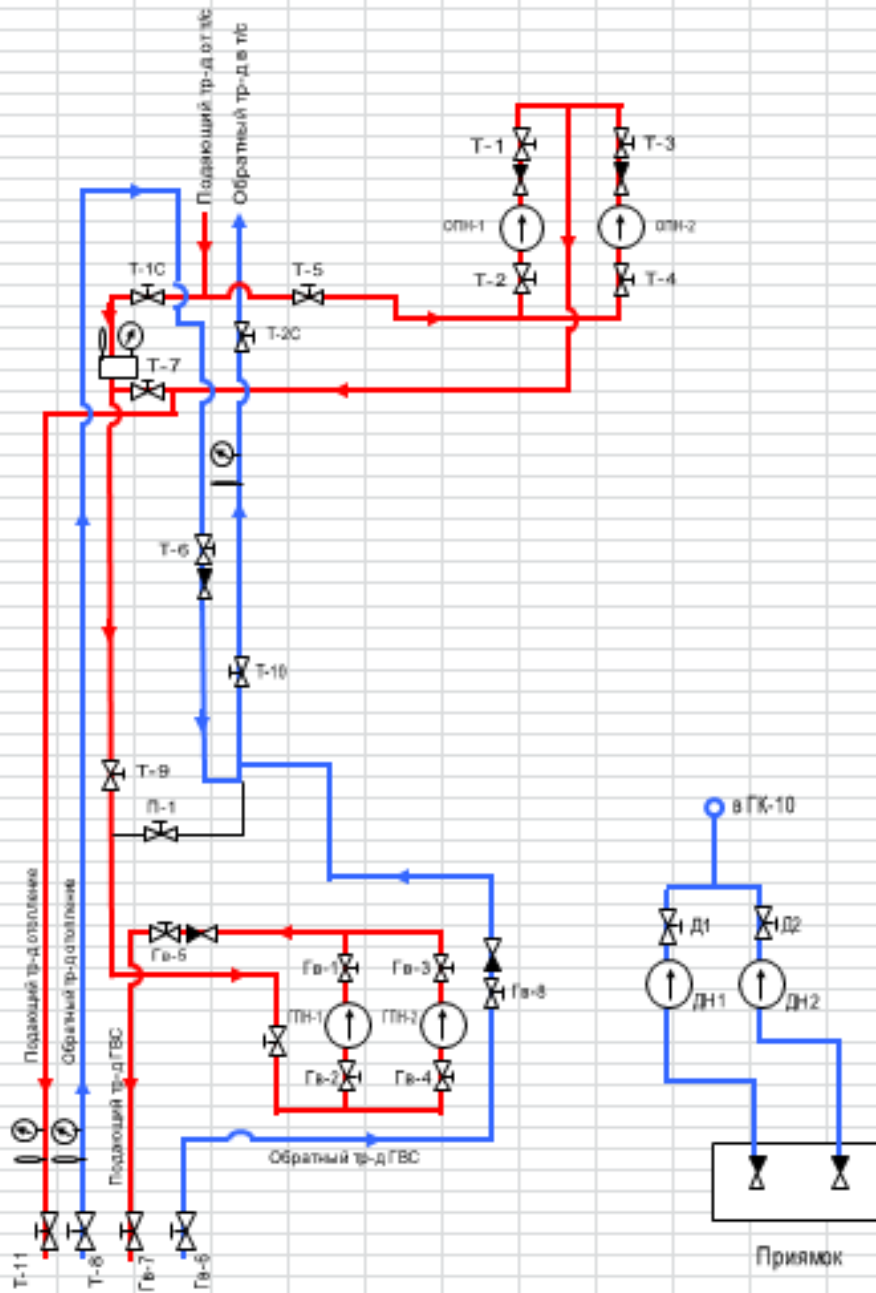 Подающий тр-д от т/с
Обратный тр-д в т/с
Т-1
Т-3
ОПН-1
ОПН-2
Т-2
Т-4
Т-1С
Т-5
Т-2С
Т-7
Т-6
Т-10
Т-9
П-1
в ГК-10
Подающий тр-д отопление
Обратный тр-д отопление
Подающий тр-д ГВС
Гв-5
Гв-1
Гв-3
Гв-8
ГПН-1
ГПН-2
Гв-2
Гв-4
Д1
Д2
ДН1
ДН2
Обратный тр-д ГВС
Т-11
Т-8
Гв-7
Гв-6
Приямок